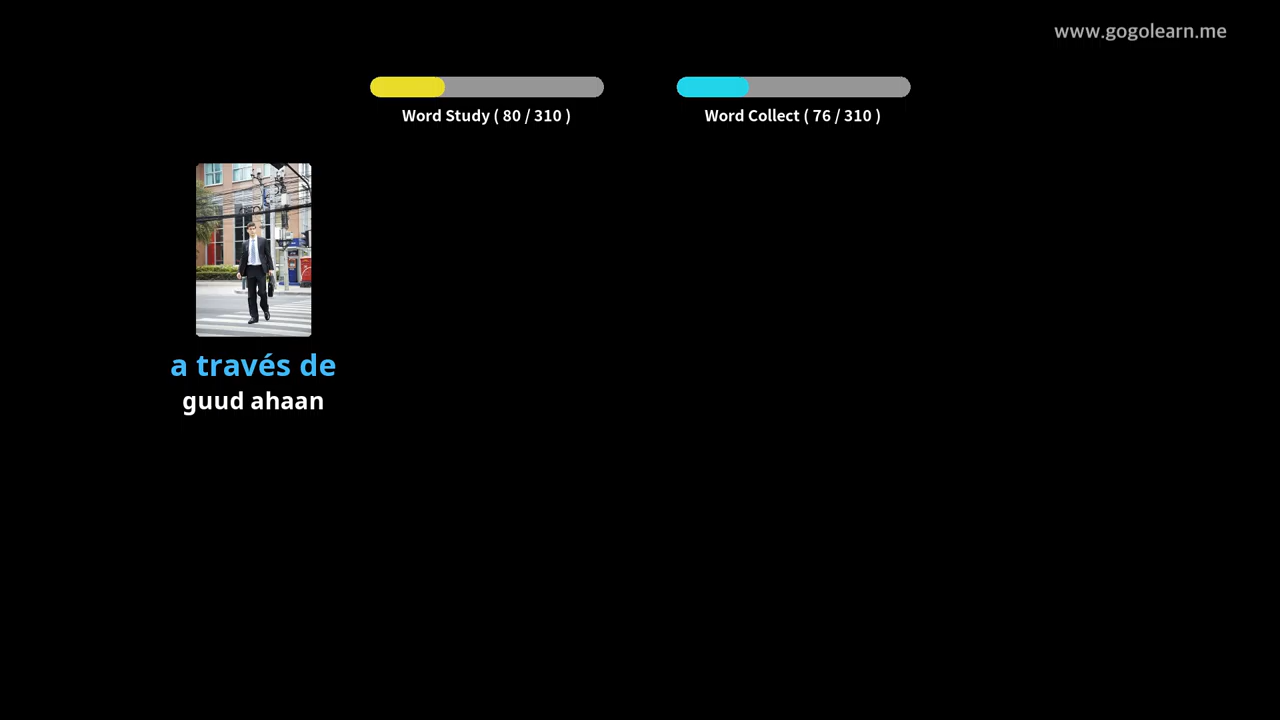 www.gogolearn.me
Word Study ( 80 / 310 )
Word Collect ( 76 / 310 )
a través de
guud ahaan